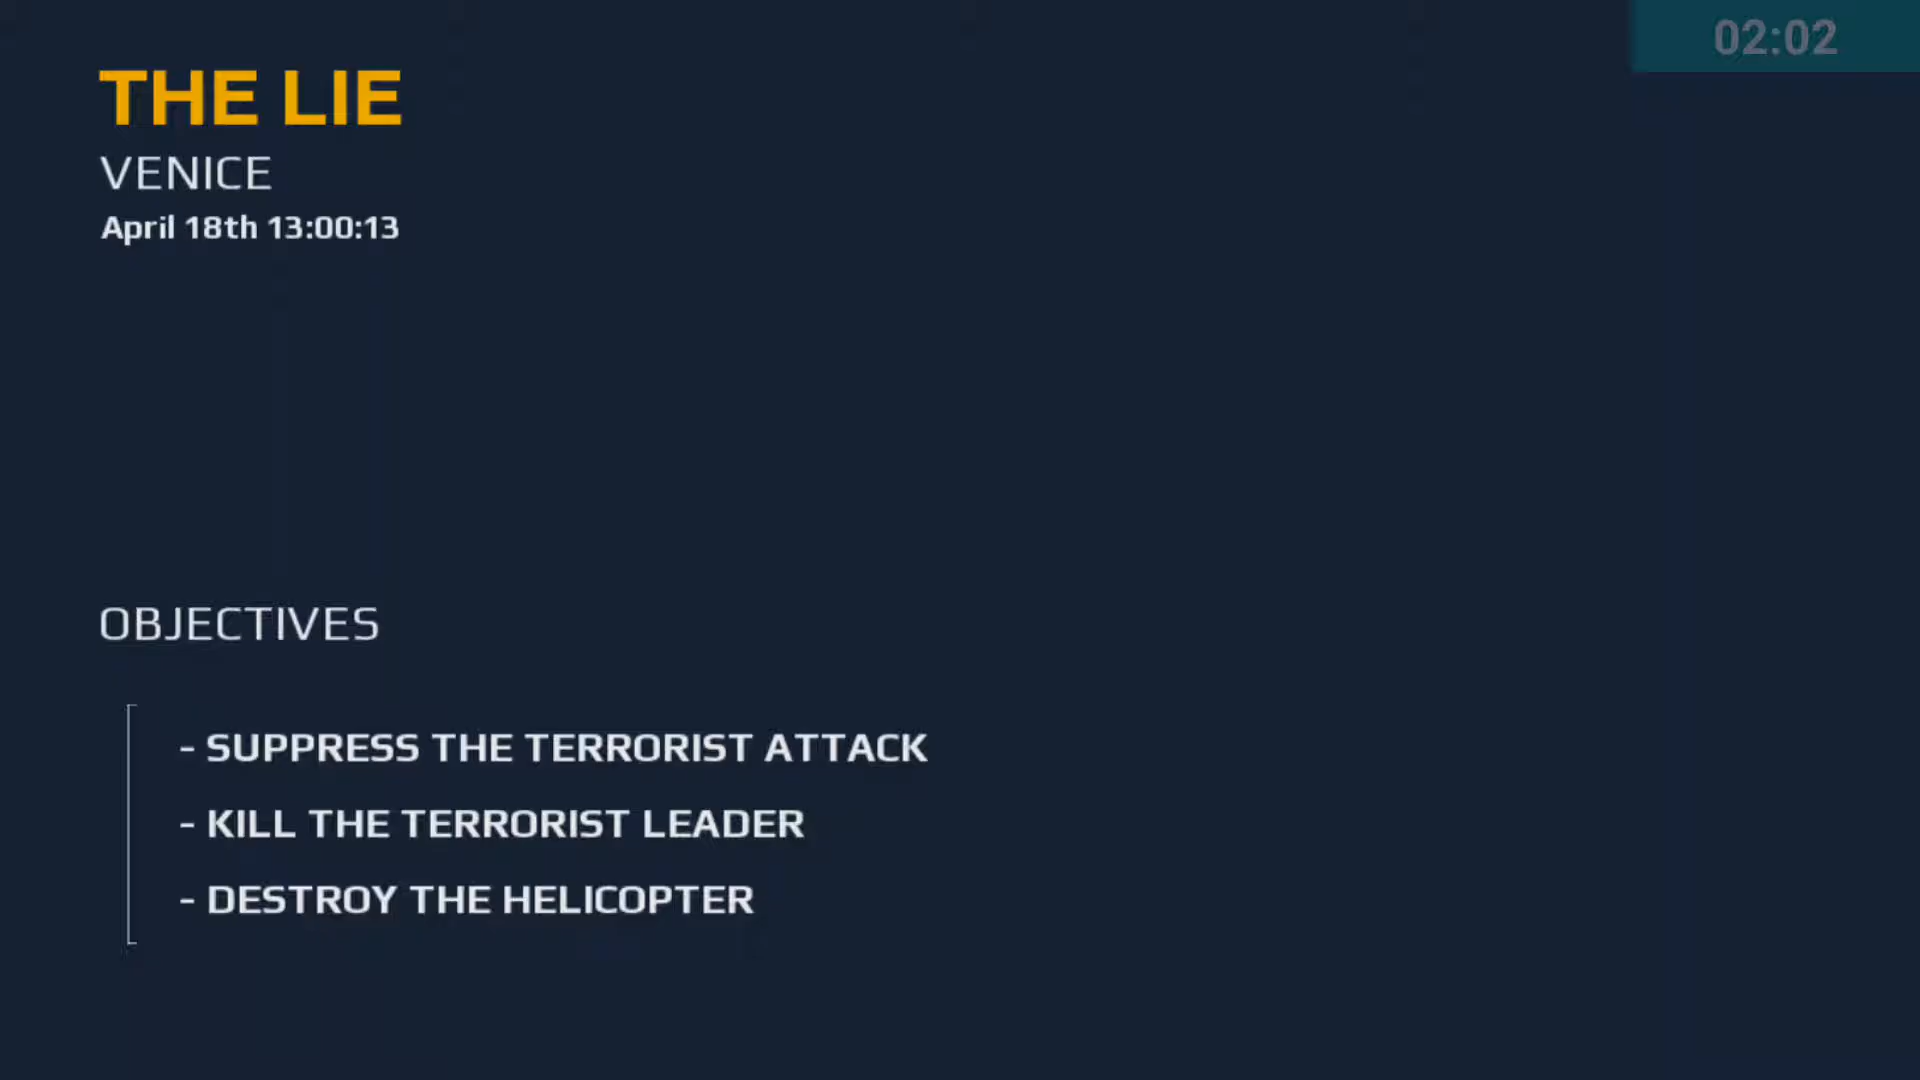 02:02
THE LIE
VENICE
April 18th 13:00:13
OBJECTIVES
- SUPPRESS THE TERRORIST ATTACK
- KILL THE TERRORIST LEADER
- DESTROY THE HELICOPTER